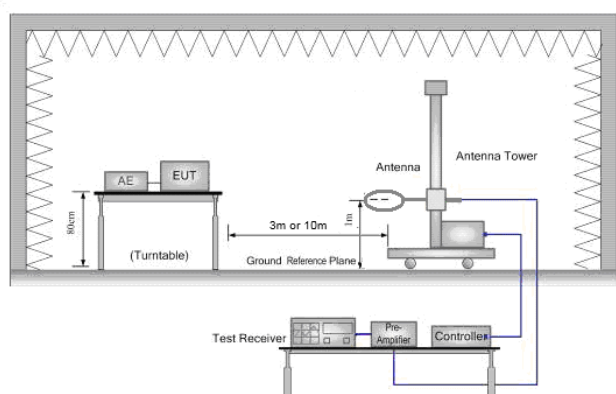 Antenna
Antenna Tower
AE
EUT
80cm
3m or 10m
1m
(Turntable)
Ground Reference Plane
Test Receiver
Pre-
Amplifier
Controller